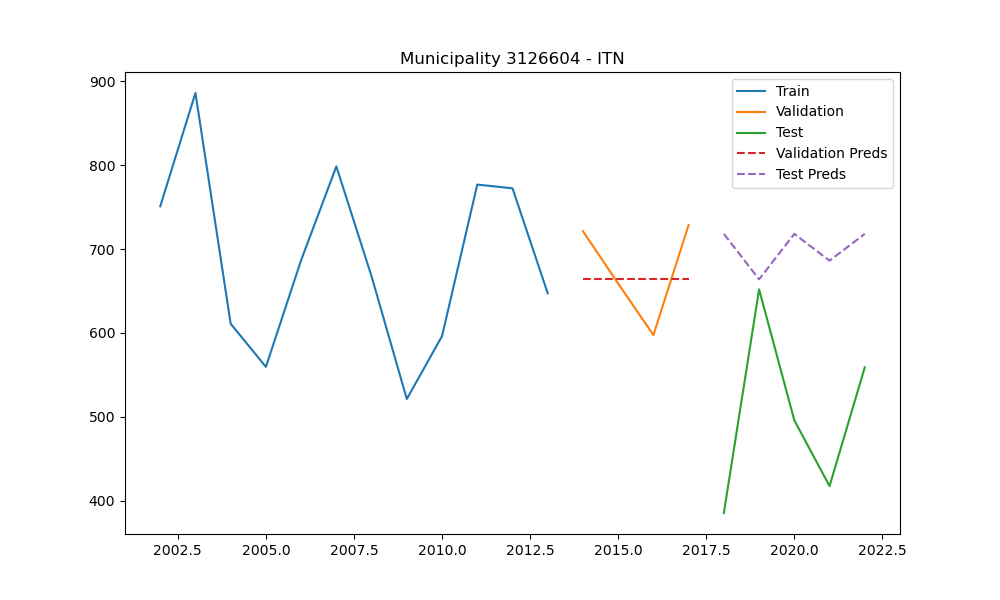 Municipality 3126604 - ITN
900
800
700
600
500
400
Train
Validation
Test
Validation Preds
Test Preds
2002.5 2005.0 2007.5 2010.0 2012.5 2015.0 2017.5 2020.0 2022.5